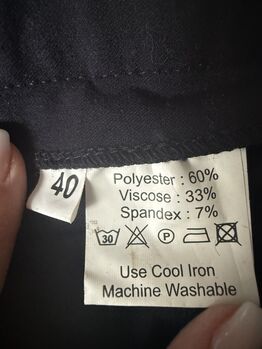 40
Polyester : 60%
Viscose : 33%
Spandex : 7%
30 P
Use Cool Iron
Machine Washable